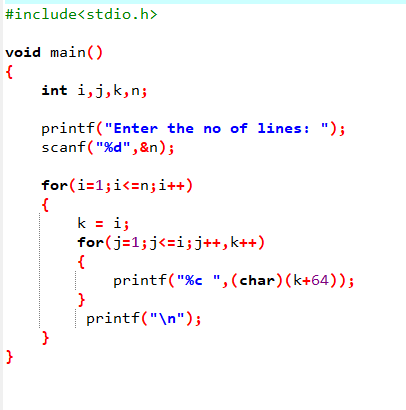 #include<stdio.h>
void main()
{
int i,j,k,n;
printf("Enter the no of lines: ");
scanf("%d",&n);
for(i=1;i<=n;i++)
{
k = i;
for(j=1;j<=i;j++,k++)
{
printf("%c ",(char)(k+64));
}
printf("\n");
}
}